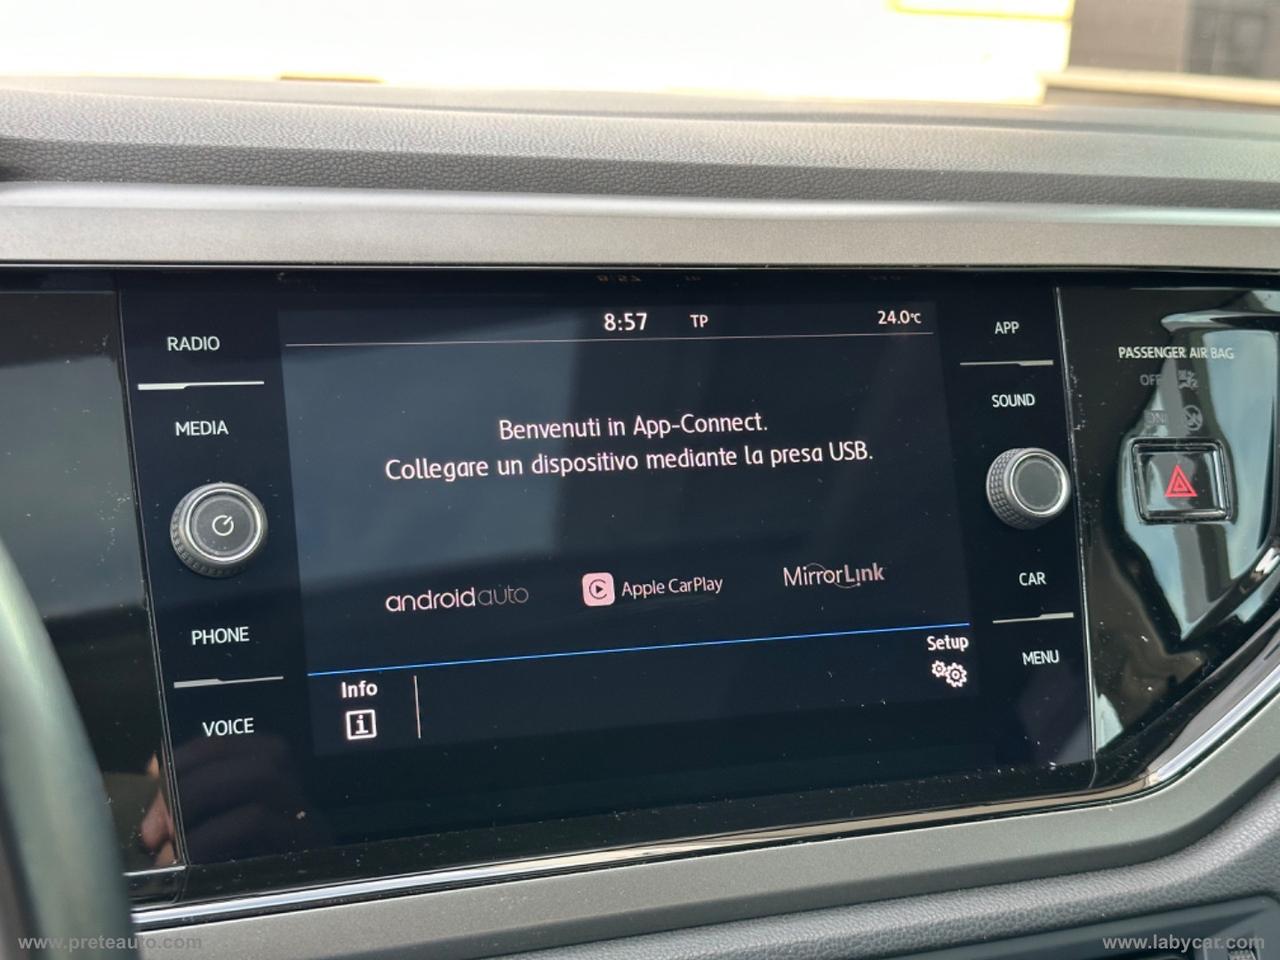 8:57 TP 24.0°C
RADIO
MEDIA
PHONE
VOICE
Benvenuti in App-Connect.
Collegare un dispositivo mediante la presa USB.
androidauto
Apple CarPlay
MirrorLink
Info
Setup
APP
SOUND
CAR
MENU
PASSENGER AIR BAG
OFF
ON
www.preteauto.com
www.labycar.com